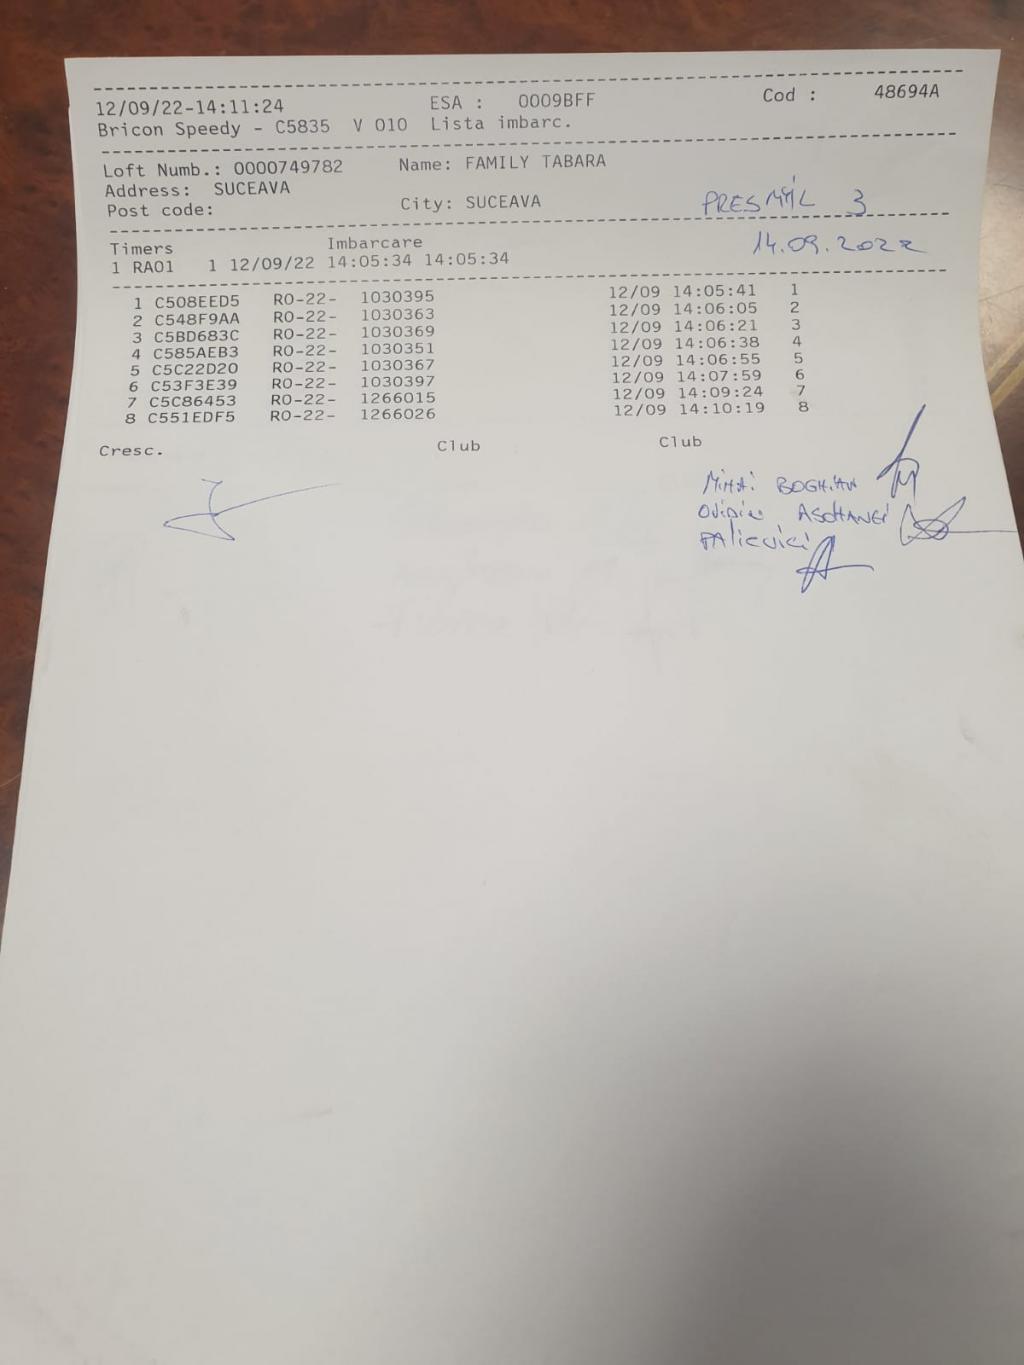 12/09/22-14:11:24 ESA : 0009BFF Cod : 48694A
Bricon Speedy - C5835 V 010 Lista imbarc.
Loft Numb.: 0000749782 Name: FAMILY TABARA
Address: SUCEAVA
Post code: City: SUCEAVA PRESMÝL 3
Timers Imbarcare 14.09.2022
1 RA01 1 12/09/22 14:05:34 14:05:34
1 C508EED5 RO-22- 1030395 12/09 14:05:41 1
2 C548F9AA RO-22- 1030363 12/09 14:06:05 2
3 C5BD683C RO-22- 1030369 12/09 14:06:21 3
4 C585AEB3 RO-22- 1030351 12/09 14:06:38 4
5 C5C22D20 RO-22- 1030367 12/09 14:06:55 5
6 C53F3E39 RO-22- 1030397 12/09 14:07:59 6
7 C5C86453 RO-22- 1266015 12/09 14:09:24 7
8 C551EDF5 RO-22- 1266026 12/09 14:10:19 8
Cresc. Club Club
Mihai BOGHIAN
Ovidiu